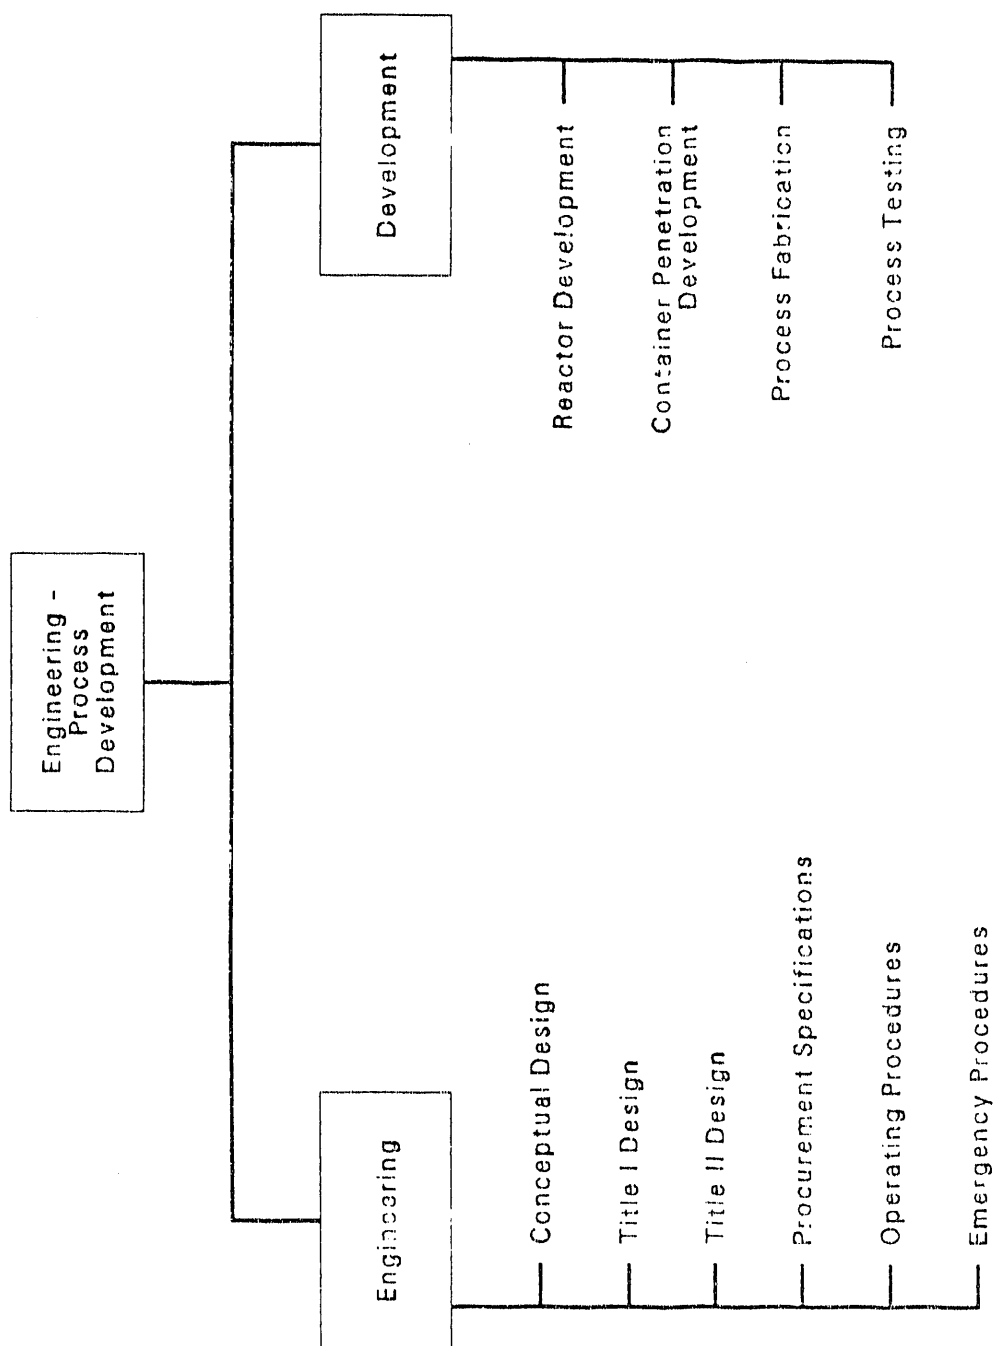 Engineering -
Process
Development
Engineering
Conceptual Design
Title I Design
Title II Design
Procurement Specifications
Operating Procedures
Emergency Procedures
Development
Reactor Development
Container Penetration
Development
Process Fabrication
Process Testing